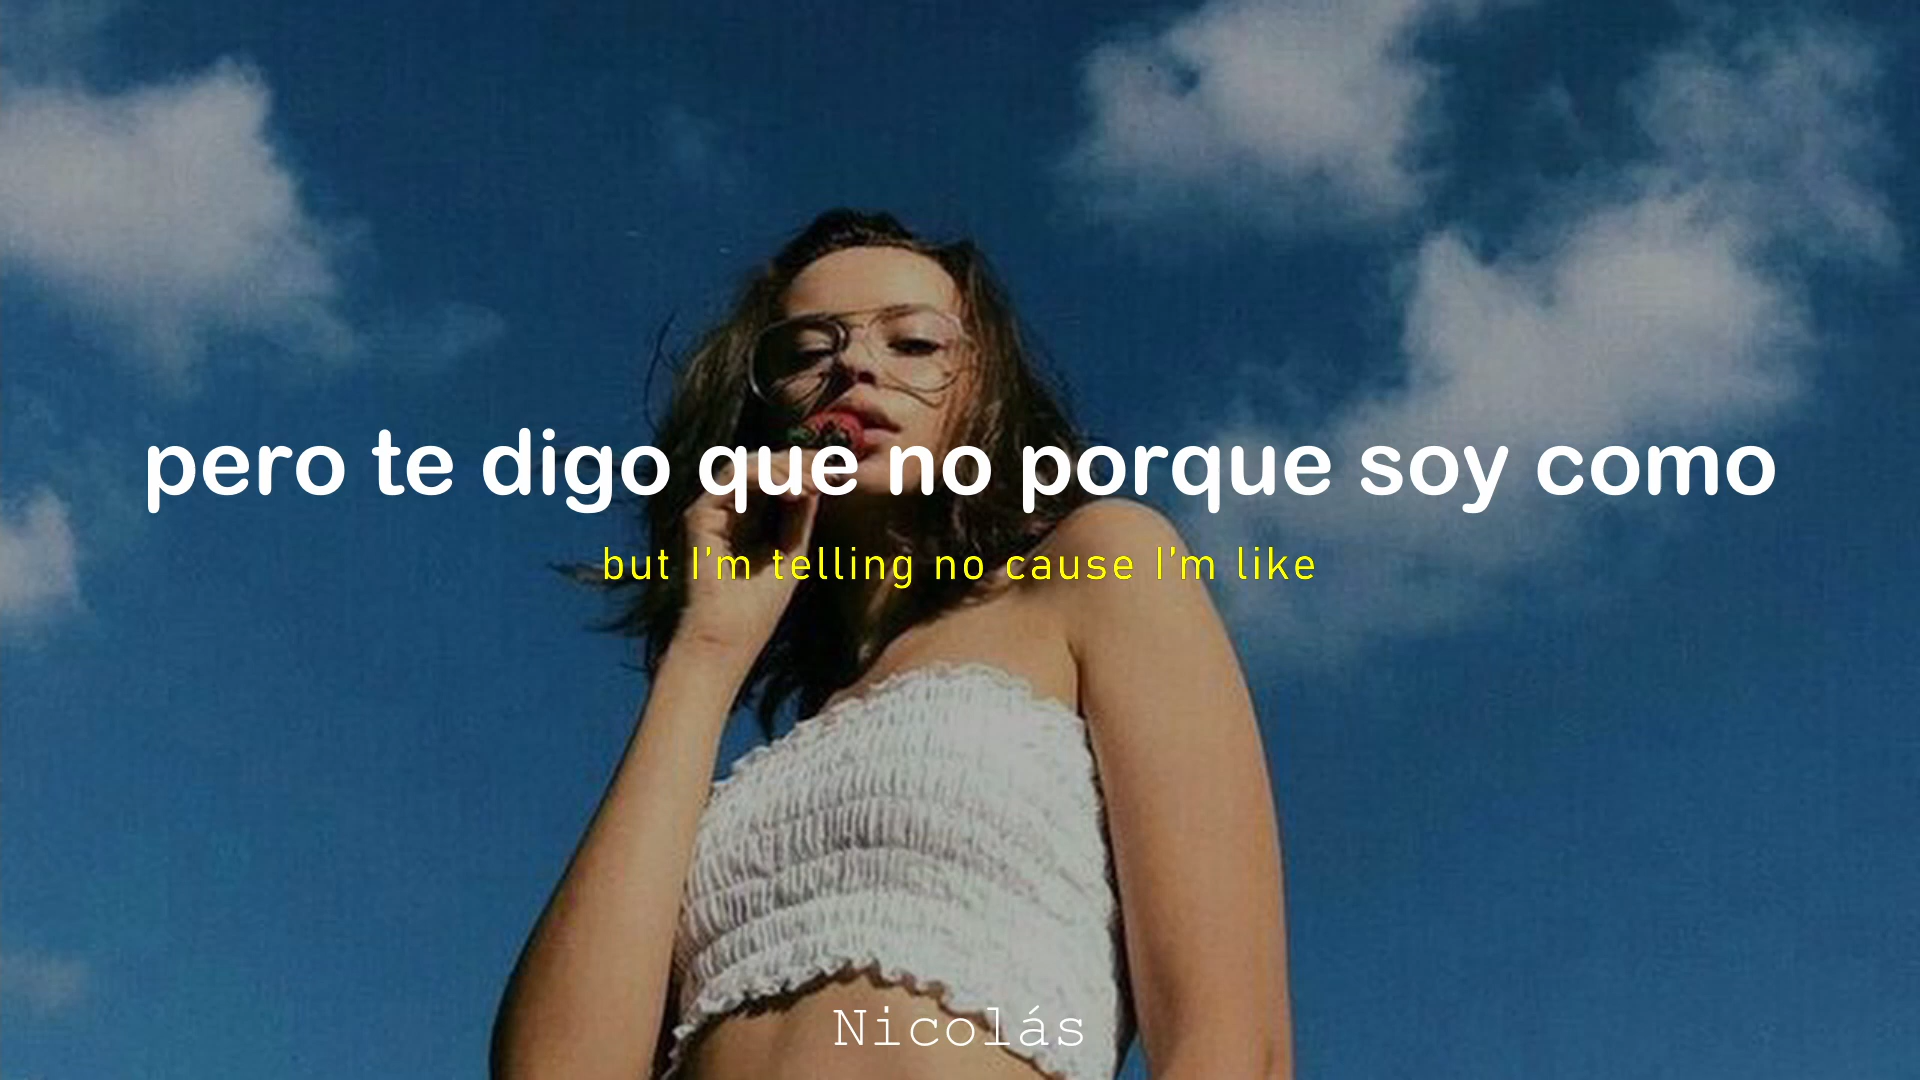 pero te digo que no porque soy como
but I'm telling no cause I'm like
Nicolás